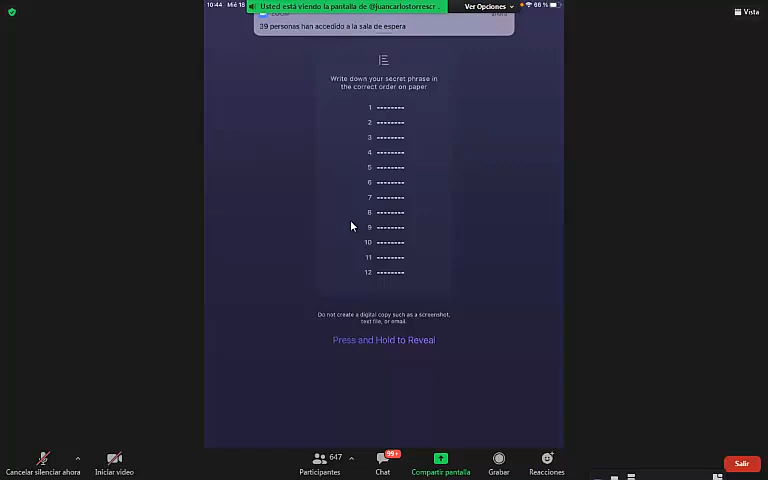 10:44 Mié 18
Usted está viendo la pantalla de @juancarlostorrescr...
Ver Opciones
66 %
Vista
ZOOM
ahora
39 personas han accedido a la sala de espera
Write down your secret phrase in
the correct order on paper
1 --------
2 --------
3 --------
4 --------
5 --------
6 --------
7 --------
8 --------
9 --------
10 --------
11 --------
12 --------
Do not create a digital copy such as a screenshot,
text file, or email.
Press and Hold to Reveal
Cancelar silenciar ahora
Iniciar video
647
Participantes
99+
Chat
Compartir pantalla
Grabar
Reacciones
Salir